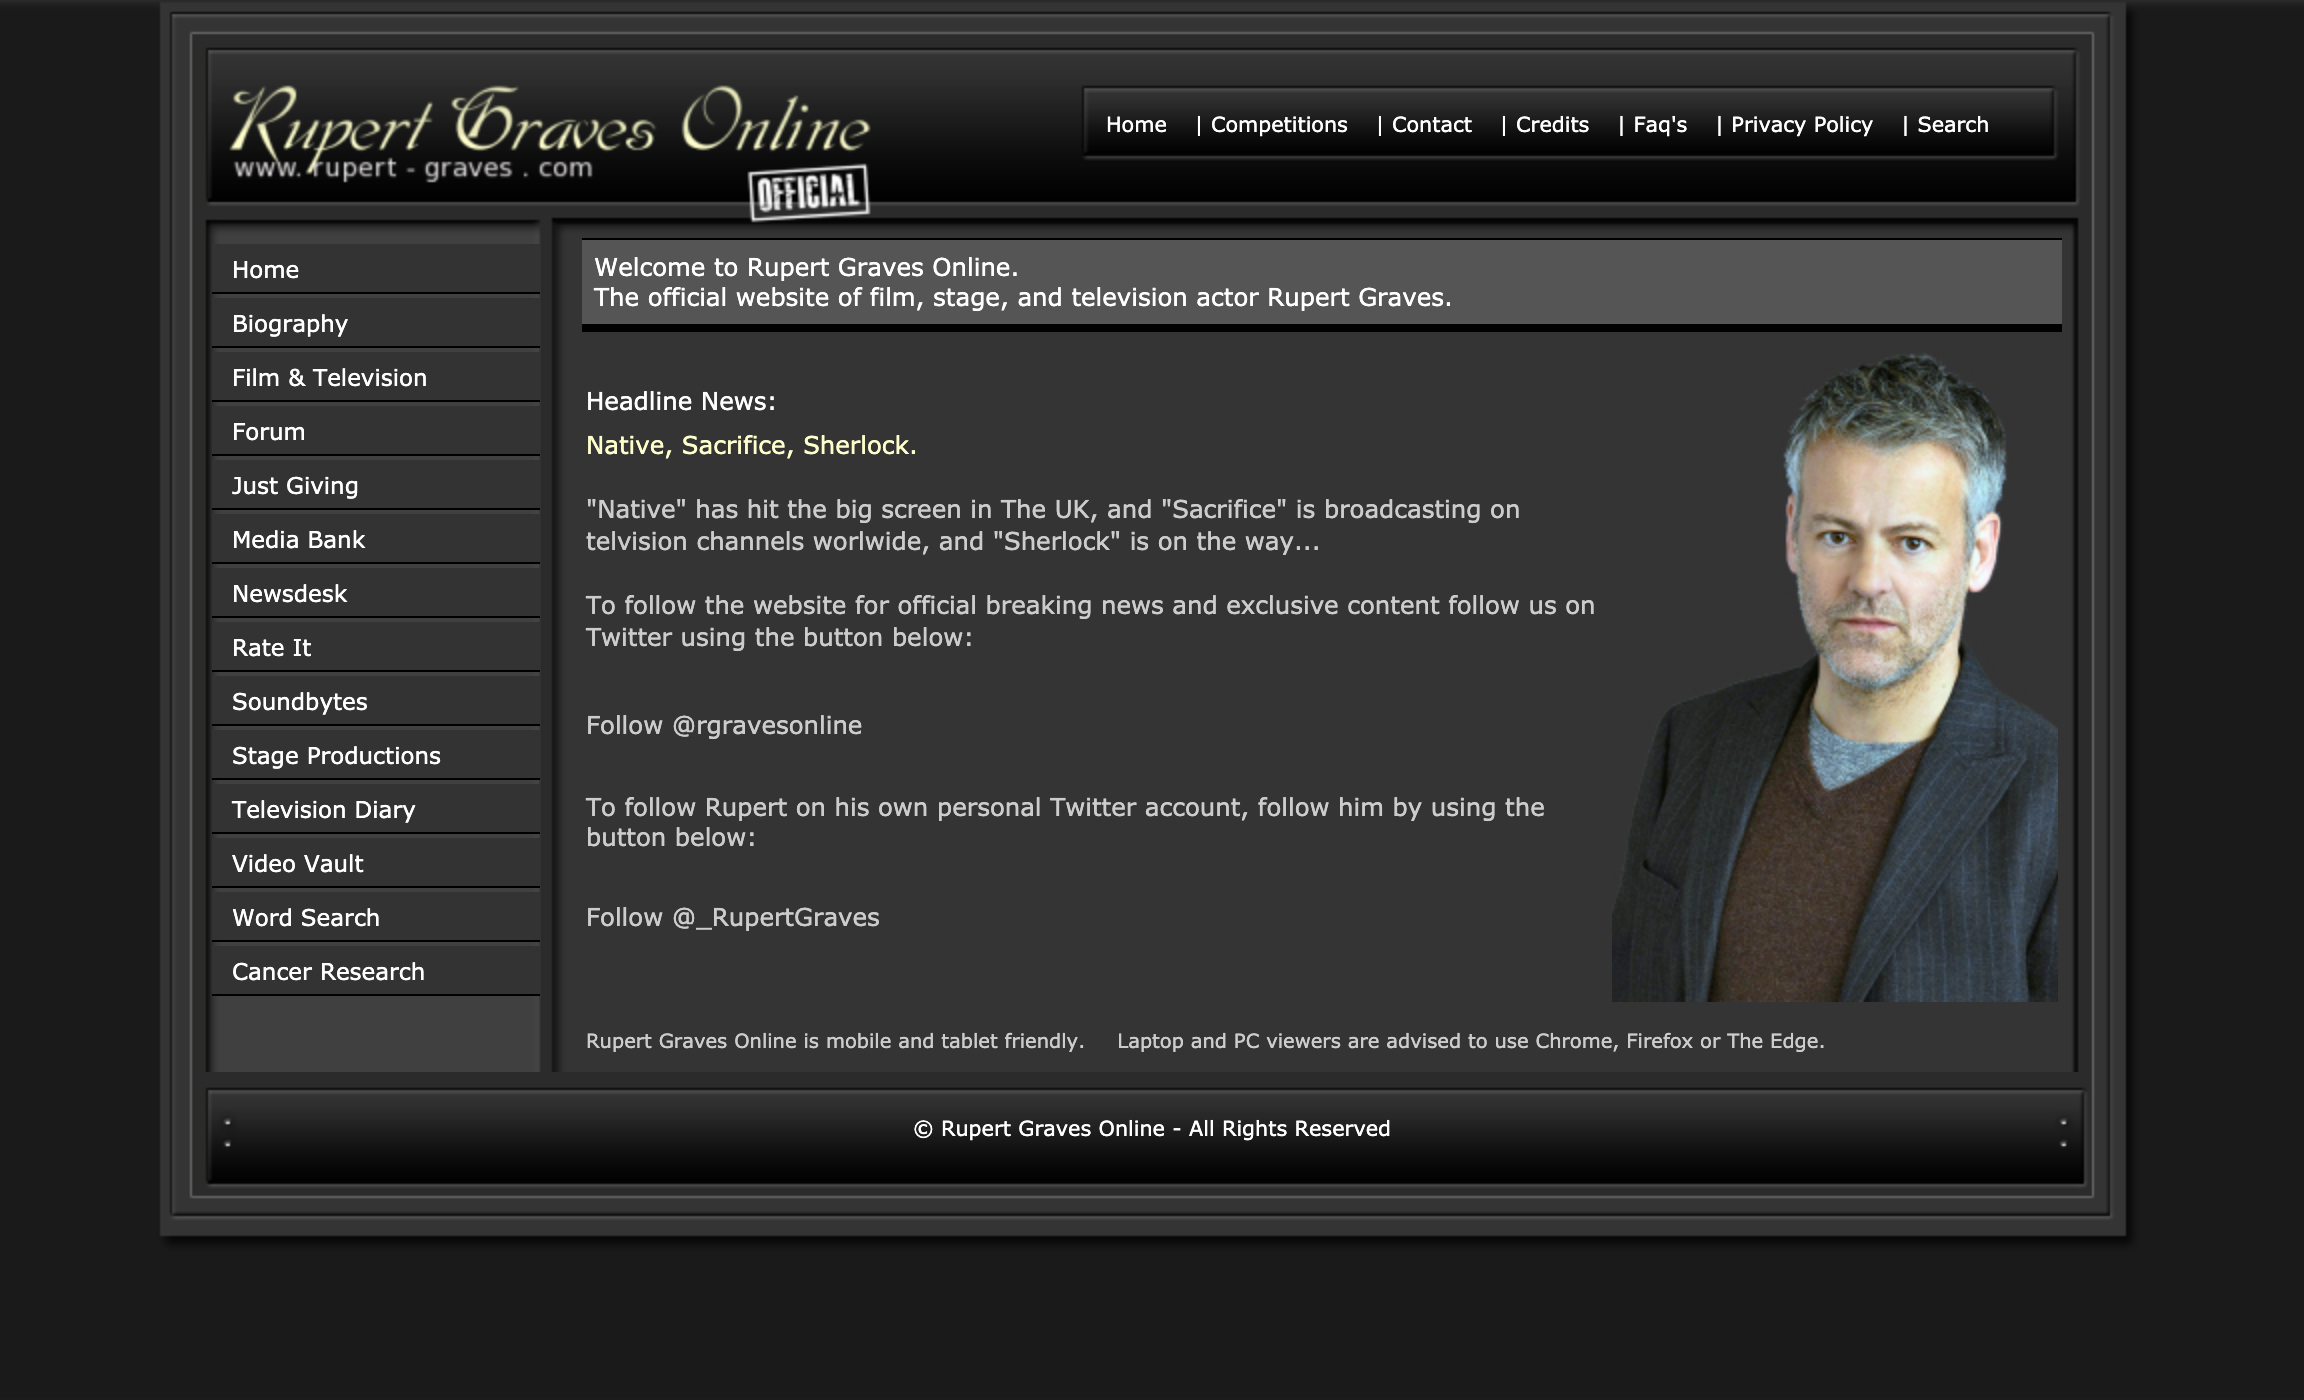 Rupert Graves Online
www. rupert - graves . com
OFFICIAL
Home | Competitions | Contact | Credits | Faq's | Privacy Policy | Search
Home
Biography
Film & Television
Forum
Just Giving
Media Bank
Newsdesk
Rate It
Soundbytes
Stage Productions
Television Diary
Video Vault
Word Search
Cancer Research
Welcome to Rupert Graves Online.
The official website of film, stage, and television actor Rupert Graves.
Headline News:
Native, Sacrifice, Sherlock.
"Native" has hit the big screen in The UK, and "Sacrifice" is broadcasting on
telvision channels worlwide, and "Sherlock" is on the way...
To follow the website for official breaking news and exclusive content follow us on
Twitter using the button below:
Follow @rgravesonline
To follow Rupert on his own personal Twitter account, follow him by using the
button below:
Follow @_RupertGraves
Rupert Graves Online is mobile and tablet friendly. Laptop and PC viewers are advised to use Chrome, Firefox or The Edge.
© Rupert Graves Online - All Rights Reserved